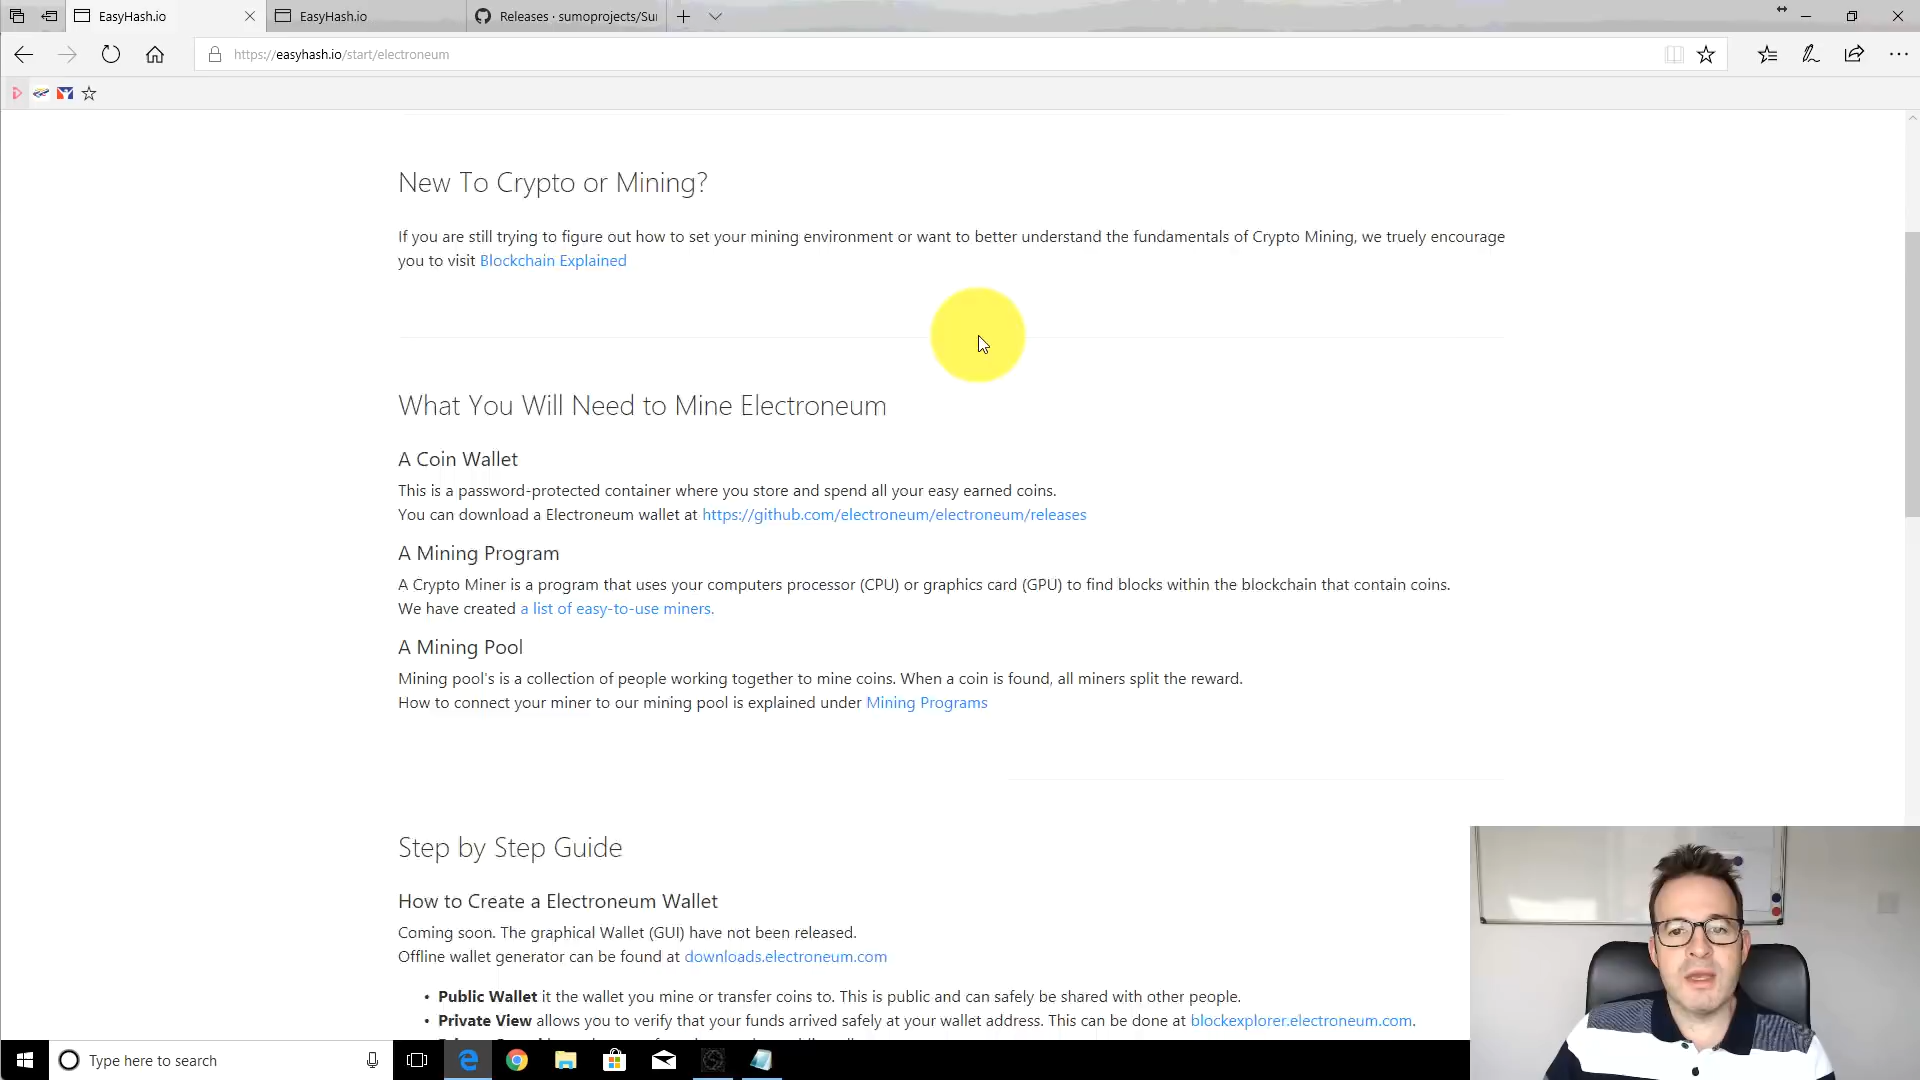 EasyHash.io
EasyHash.io
Releases · sumoprojects/Su
https://easyhash.io/start/electroneum
New To Crypto or Mining?
If you are still trying to figure out how to set your mining environment or want to better understand the fundamentals of Crypto Mining, we truely encourage
you to visit Blockchain Explained
What You Will Need to Mine Electroneum
A Coin Wallet
This is a password-protected container where you store and spend all your easy earned coins.
You can download a Electroneum wallet at https://github.com/electroneum/electroneum/releases
A Mining Program
A Crypto Miner is a program that uses your computers processor (CPU) or graphics card (GPU) to find blocks within the blockchain that contain coins.
We have created a list of easy-to-use miners.
A Mining Pool
Mining pool's is a collection of people working together to mine coins. When a coin is found, all miners split the reward.
How to connect your miner to our mining pool is explained under Mining Programs
Step by Step Guide
How to Create a Electroneum Wallet
Coming soon. The graphical Wallet (GUI) have not been released.
Offline wallet generator can be found at downloads.electroneum.com
• Public Wallet it the wallet you mine or transfer coins to. This is public and can safely be shared with other people.
• Private View allows you to verify that your funds arrived safely at your wallet address. This can be done at blockexplorer.electroneum.com.
Type here to search